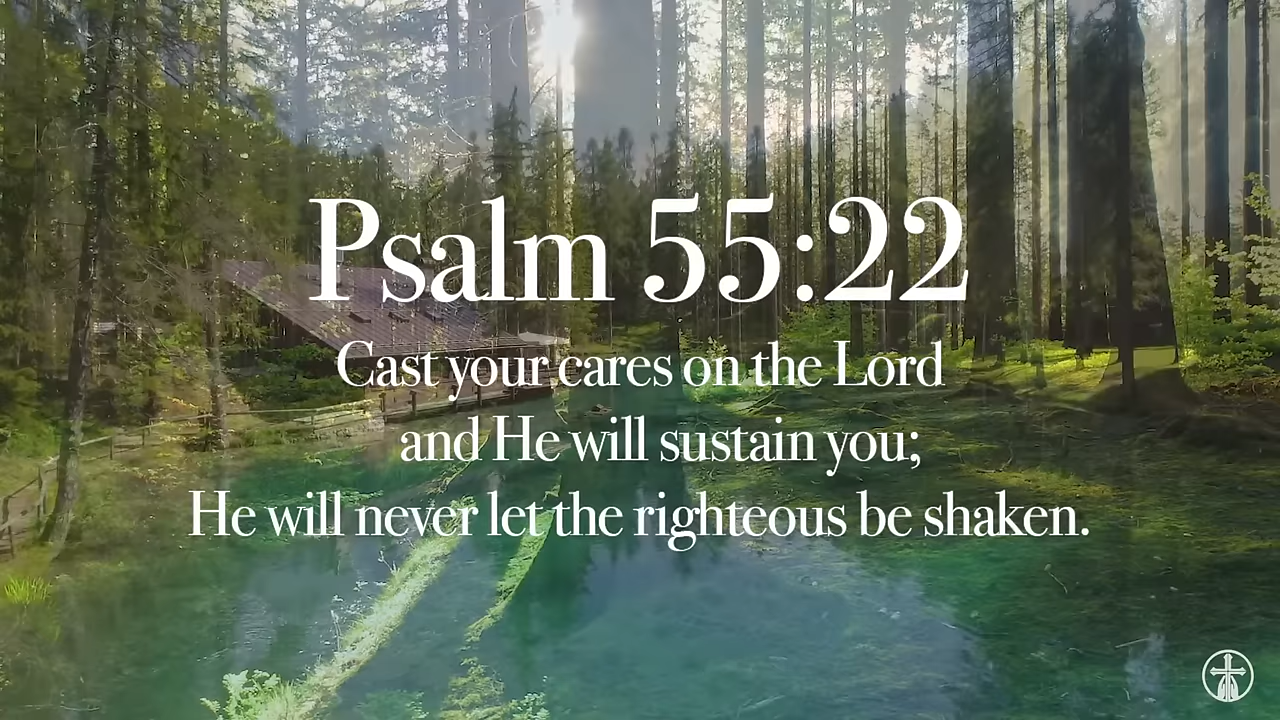 Psalm 55:22
Cast your cares on the Lord
and He will sustain you;
He will never let the righteous be shaken.